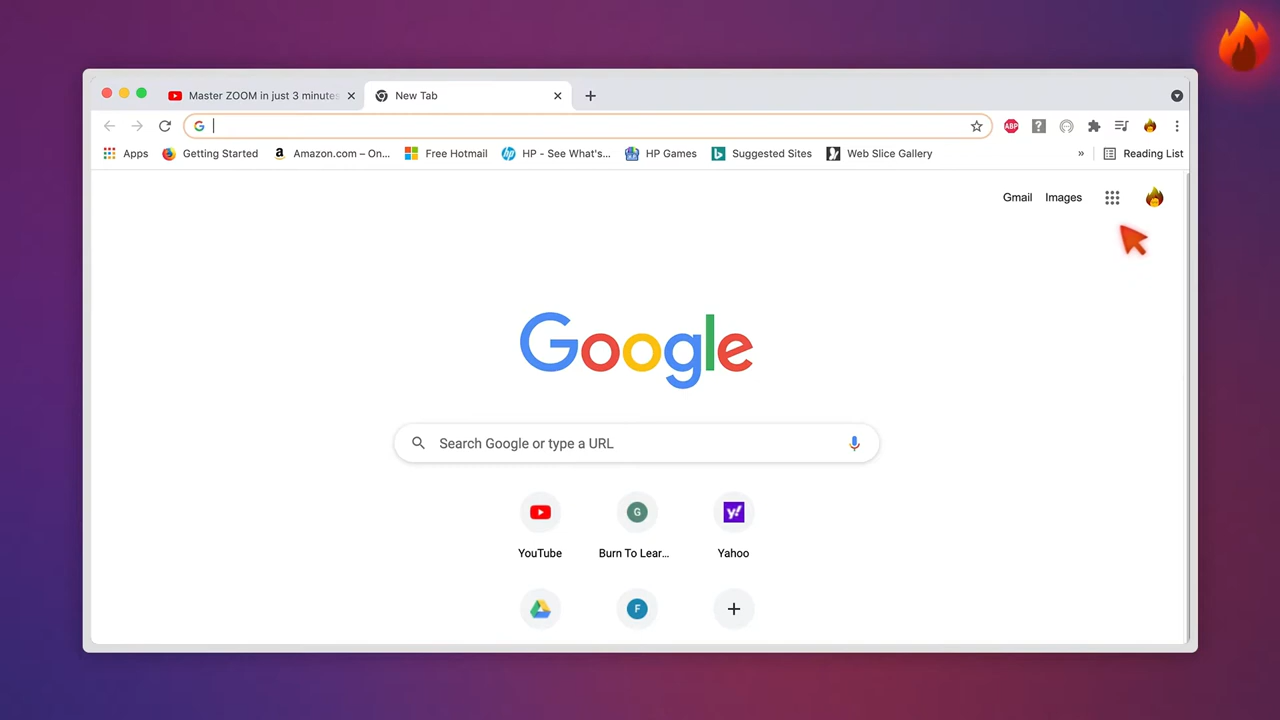 Master ZOOM in just 3 minutes
New Tab
Apps
Getting Started
Amazon.com – On...
Free Hotmail
HP - See What's...
HP Games
Suggested Sites
Web Slice Gallery
»
Reading List
ABP
?
Gmail
Images
Google
Search Google or type a URL
G
y!
YouTube
Burn To Lear...
Yahoo
F